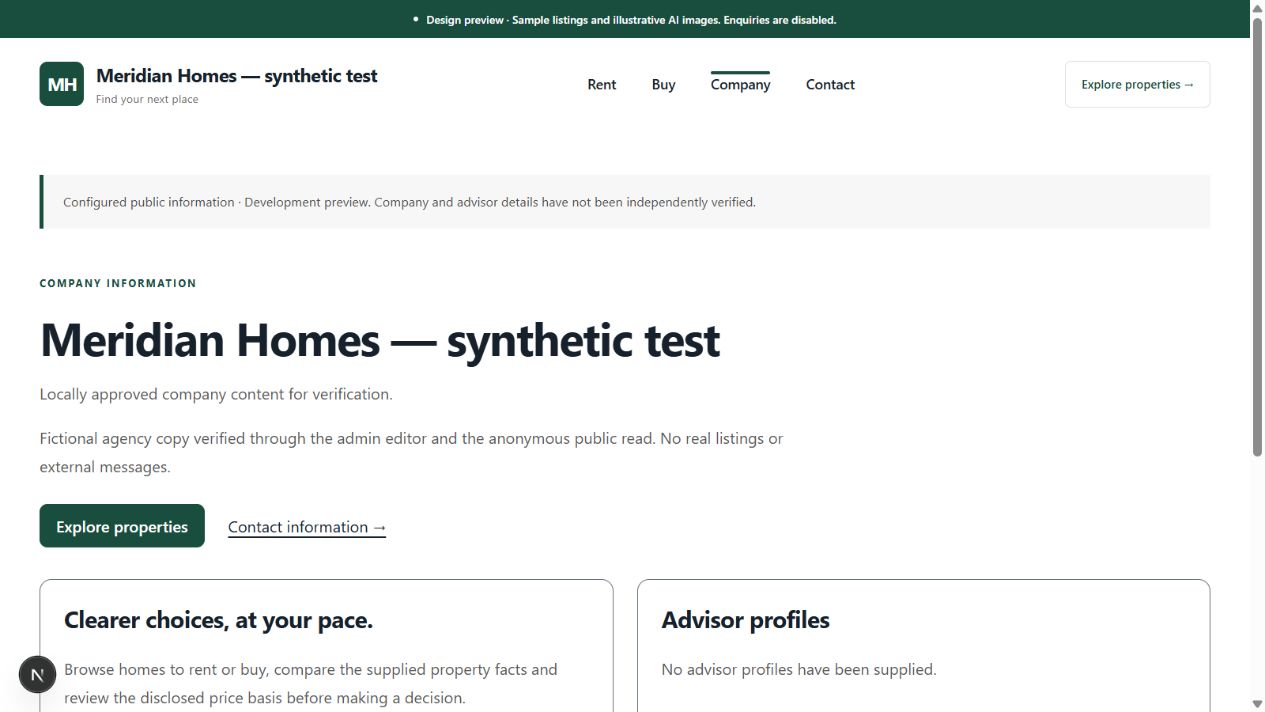 • Design preview · Sample listings and illustrative AI images. Enquiries are disabled.
MH
Meridian Homes — synthetic test
Find your next place
Rent
Buy
Company
Contact
Explore properties →
Configured public information · Development preview. Company and advisor details have not been independently verified.
COMPANY INFORMATION
Meridian Homes — synthetic test
Locally approved company content for verification.
Fictional agency copy verified through the admin editor and the anonymous public read. No real listings or
external messages.
Explore properties
Contact information →
Clearer choices, at your pace.
Browse homes to rent or buy, compare the supplied property facts and
review the disclosed price basis before making a decision.
Advisor profiles
No advisor profiles have been supplied.
N